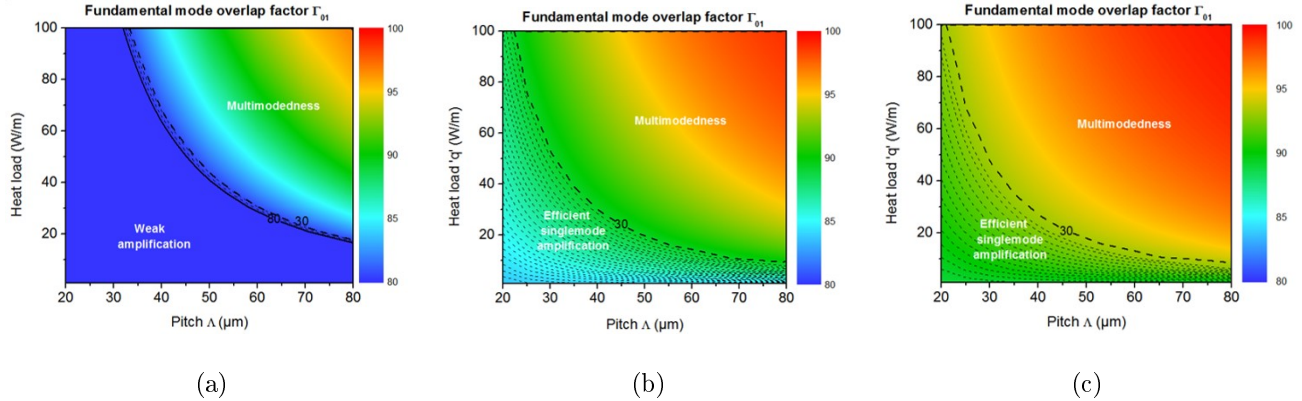 Fundamental mode overlap factor Γ01
Heat load (W/m)
100
80
60
40
20
Multimodedness
Weak
amplification
80
30
20 30 40 50 60 70 80
Pitch Λ (µm)
100
95
90
85
80
(a)
Fundamental mode overlap factor Γ01
Heat load 'q' (W/m)
100
80
60
40
20
Multimodedness
Efficient
singlemode
amplification
30
20 30 40 50 60 70 80
Pitch Λ (µm)
100
95
90
85
80
(b)
Fundamental mode overlap factor Γ01
Heat load 'q' (W/m)
100
80
60
40
20
Multimodedness
Efficient
singlemode
amplification
30
20 30 40 50 60 70 80
Pitch Λ (µm)
100
95
90
85
80
(c)